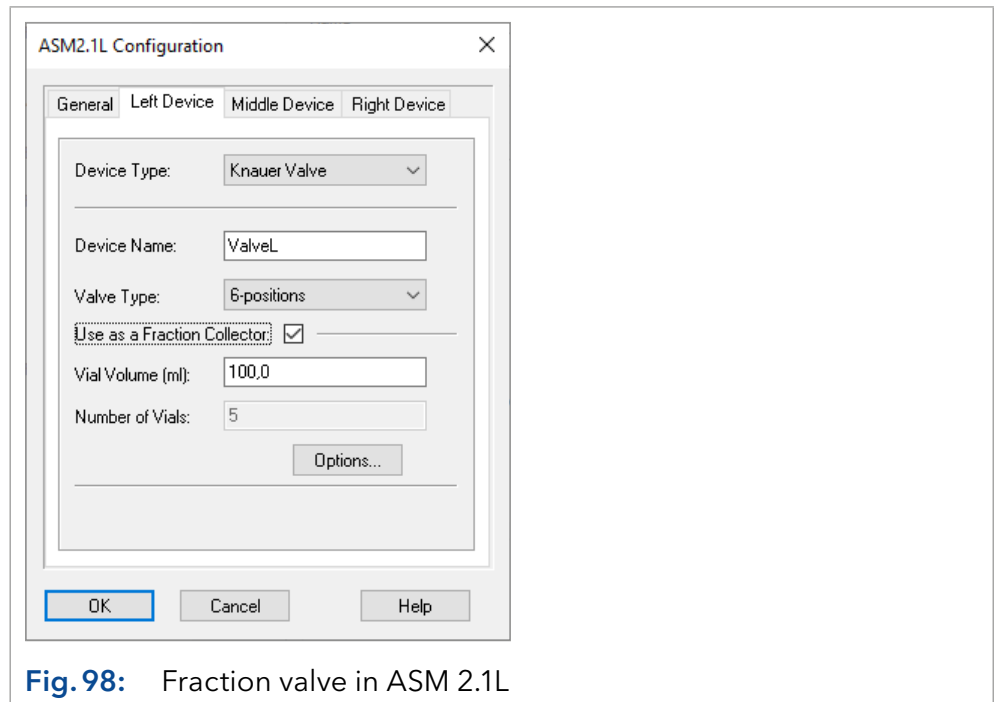 ASM2.1L Configuration
General Left Device Middle Device Right Device
Device Type: Knauer Valve
Device Name: ValveL
Valve Type: 6-positions
Use as a Fraction Collector:
Vial Volume (ml): 100,0
Number of Vials: 5
Options...
OK Cancel Help
Fig. 98: Fraction valve in ASM 2.1L